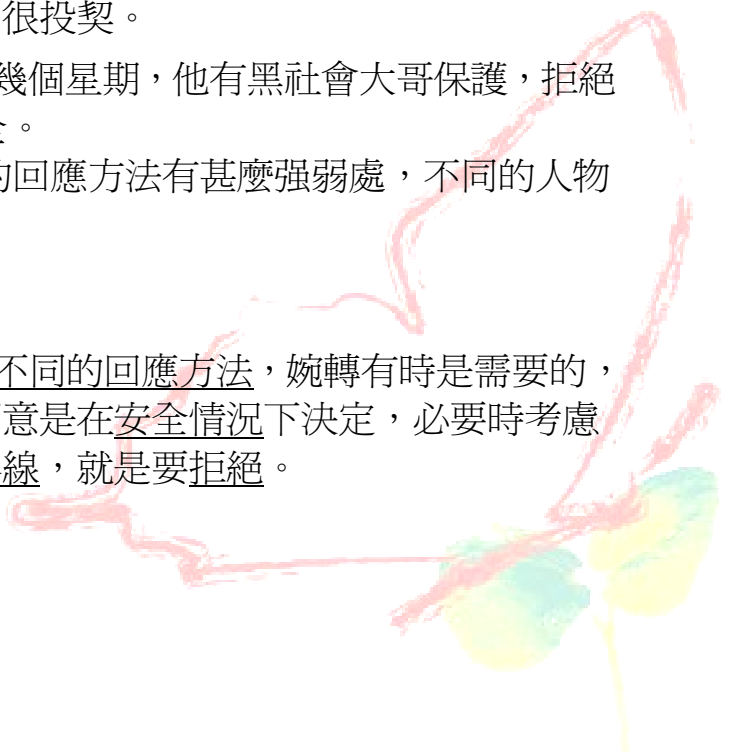 很投契。
幾個星期，他有黑社會大哥保護，拒絕
。
的回應方法有甚麼强弱處，不同的人物
不同的回應方法，婉轉有時是需要的，
意是在安全情況下決定，必要時考慮
線，就是要拒絕。